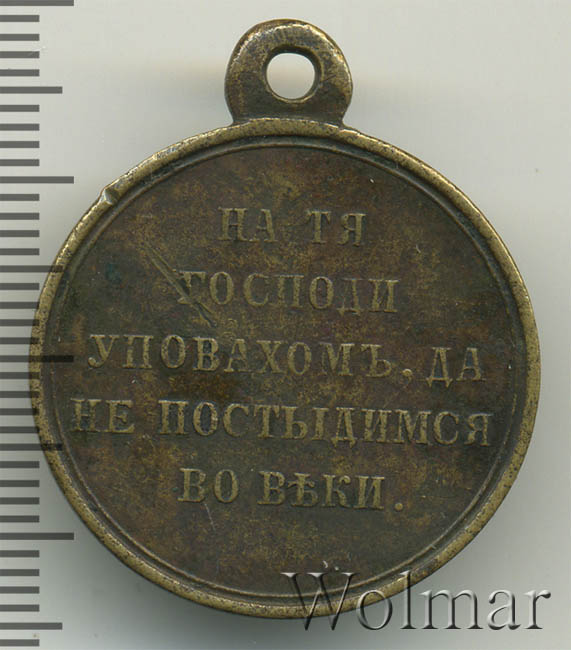 НА ТЯ
ГОСПОДИ
УПОВАХОМЪ, ДА
НЕ ПОСТЫДИМСЯ
ВО ВѢКИ.
Wolmar